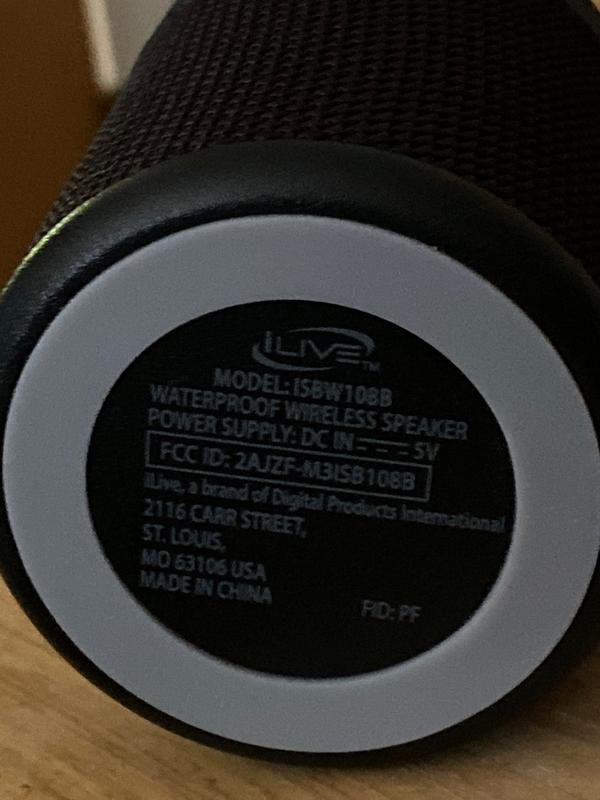 iLIVE™
MODEL: ISBW108B
WATERPROOF WIRELESS SPEAKER
POWER SUPPLY: DC IN ⎓ 5V
FCC ID: 2AJZF-M3ISB108B
iLive, a brand of Digital Products International
2116 CARR STREET,
ST. LOUIS,
MO 63106 USA
MADE IN CHINA
FID: PF